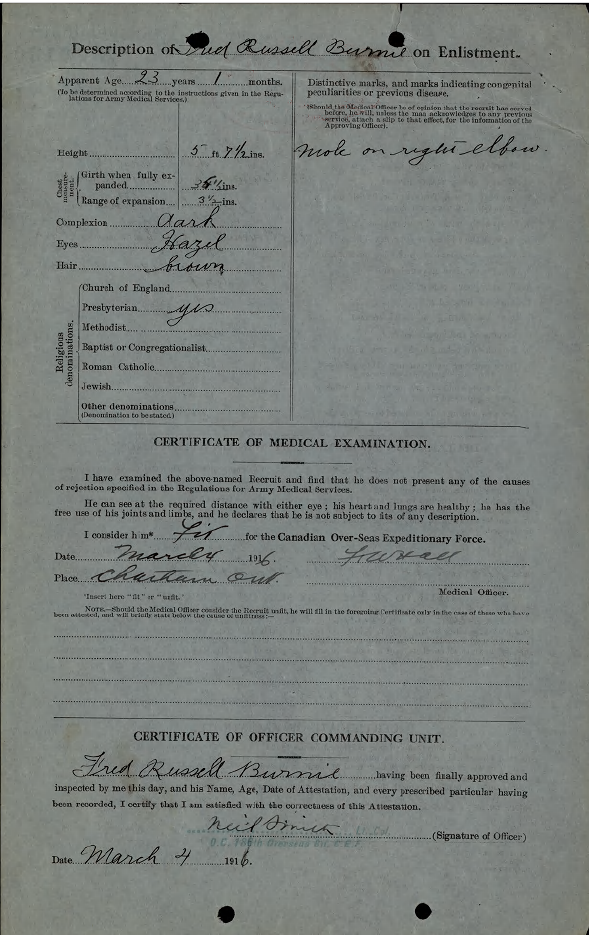 Description of Fred Russell Burnie on Enlistment.
Apparent Age 23 years 1 months.
(To be determined according to the instructions given in the Regulations for Army Medical Services.)
Height 5 ft. 7½ ins.
Chest measurement.
Girth when fully expanded ins.
Range of expansion 3½ ins.
Complexion dark
Eyes Hazel
Hair brown
Religious denominations.
Church of England
Presbyterian yes
Methodist
Baptist or Congregationalist
Roman Catholic
Jewish
Other denominations
(Denomination to be stated.)
Distinctive marks, and marks indicating congenital
peculiarities or previous disease.
(Should the Medical Officer be of opinion that the recruit has served
before, he will, unless the man acknowledges to any previous
service, attach a slip to that effect, for the information of the
Approving Officer).
Mole on right elbow.
CERTIFICATE OF MEDICAL EXAMINATION.
I have examined the above-named Recruit and find that he does not present any of the causes
of rejection specified in the Regulations for Army Medical Services.
He can see at the required distance with either eye; his heart and lungs are healthy; he has the
free use of his joints and limbs, and he declares that he is not subject to fits of any description.
I consider him* Fit for the Canadian Over-Seas Expeditionary Force.
Date March 4 1916.
Place Chatham Ont.
Medical Officer.
*Insert here "fit" or "unfit."
NOTE.—Should the Medical Officer consider the Recruit unfit, he will fill in the foregoing Certificate only in the case of those who have
been attested, and will briefly state below the cause of unfitness:—
CERTIFICATE OF OFFICER COMMANDING UNIT.
Fred Russell Burnie having been finally approved and
inspected by me this day, and his Name, Age, Date of Attestation, and every prescribed particular having
been recorded, I certify that I am satisfied with the correctness of this Attestation.
Neil Smith Lt.-Col.
(Signature of Officer)
Date March 4 1916.